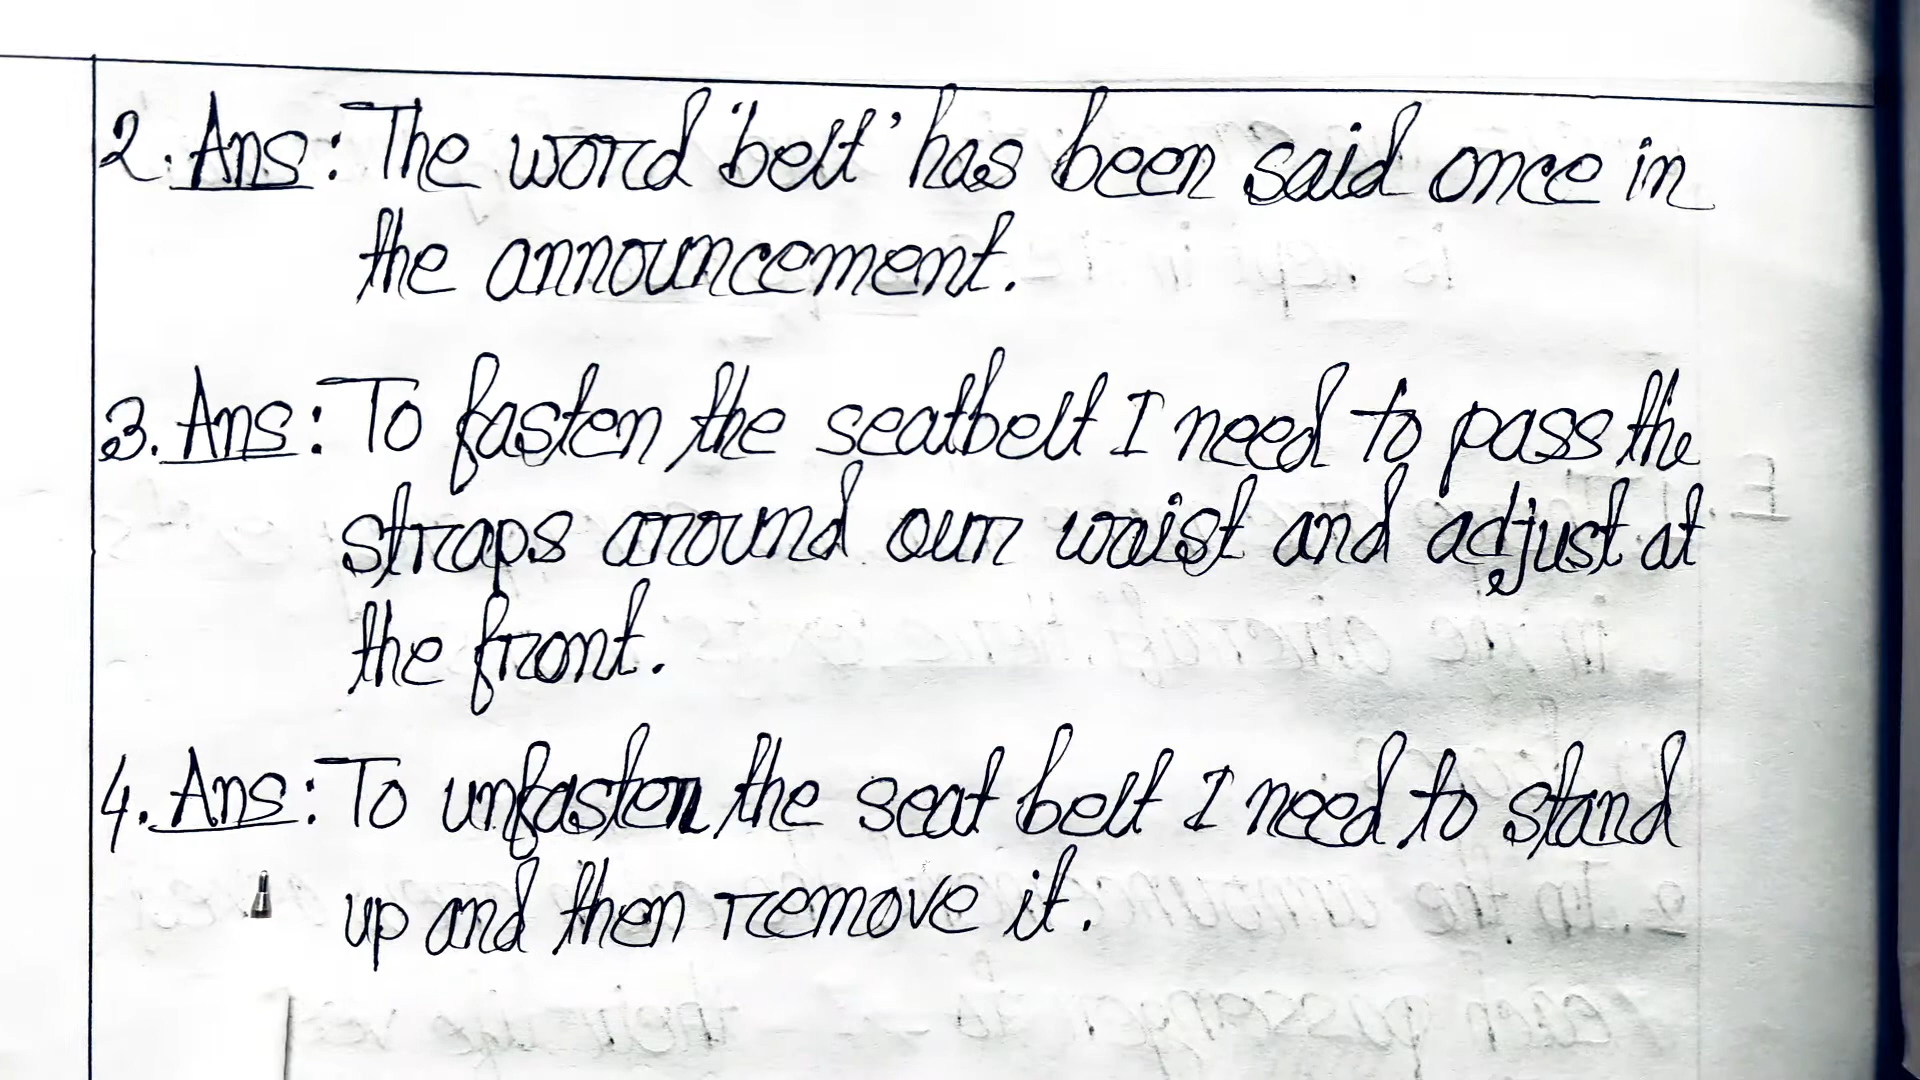 2. Ans: The word "belt' has been said once in
the announcement.
3. Ans: To fasten the seatbelt I need to pass the
straps around our waist and adjust at
the front.
4. Ans: To unfasten the seat belt I need to stand
up and then remove it.